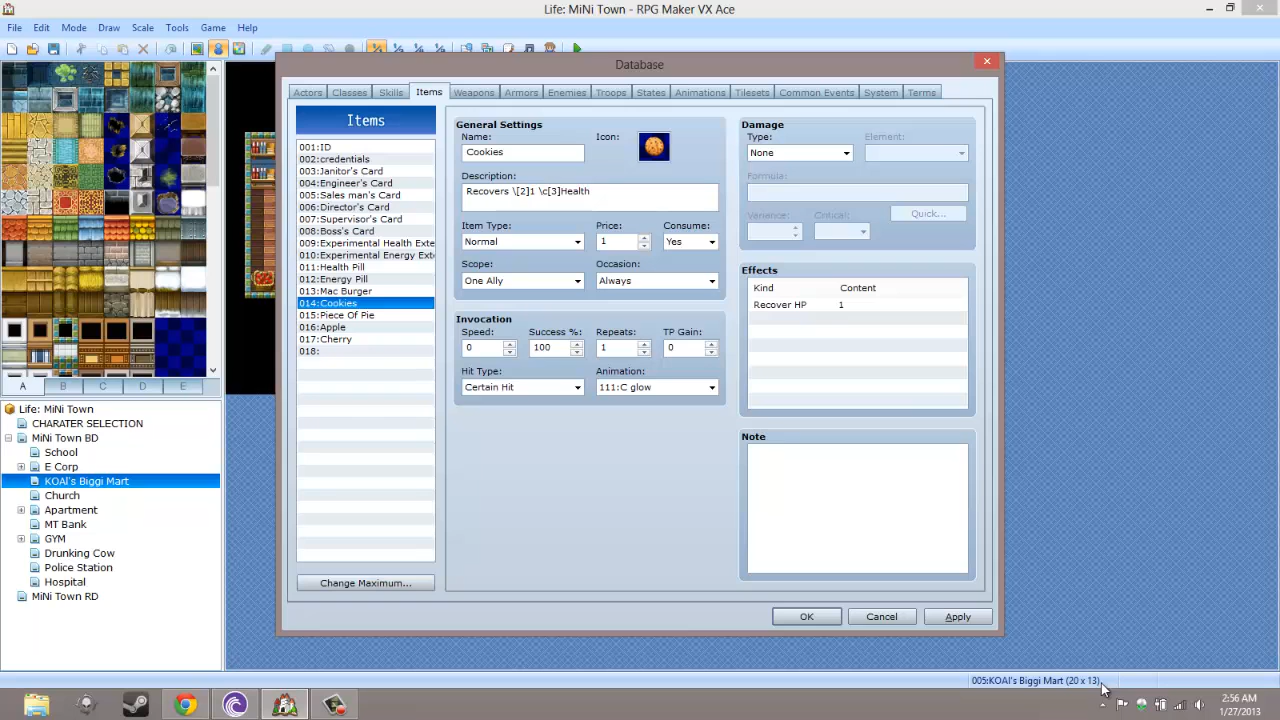 Life: MiNi Town - RPG Maker VX Ace
File Edit Mode Draw Scale Tools Game Help
Database
Actors Classes Skills Items Weapons Armors Enemies Troops States Animations Tilesets Common Events System Terms
Items
001:ID
002:credentials
003:Janitor's Card
004:Engineer's Card
005:Sales man's Card
006:Director's Card
007:Supervisor's Card
008:Boss's Card
009:Experimental Health Exte
010:Experimental Energy Exte
011:Health Pill
012:Energy Pill
013:Mac Burger
014:Cookies
015:Piece Of Pie
016:Apple
017:Cherry
018:
Change Maximum...
General Settings
Name: Icon:
Cookies
Description:
Recovers \[2]1 \c[3]Health
Item Type: Price: Consume:
Normal 1 Yes
Scope: Occasion:
One Ally Always
Invocation
Speed: Success %: Repeats: TP Gain:
0 100 1 0
Hit Type: Animation:
Certain Hit 111:C glow
Damage
Type: Element:
None
Formula:
Variance: Critical: Quick...
Effects
Kind Content
Recover HP 1
Note
OK Cancel Apply
A B C D E
Life: MiNi Town
CHARATER SELECTION
MiNi Town BD
School
E Corp
KOAl's Biggi Mart
Church
Apartment
MT Bank
GYM
Drunking Cow
Police Station
Hospital
MiNi Town RD
005:KOAl's Biggi Mart (20 x 13)
2:56 AM
1/27/2013